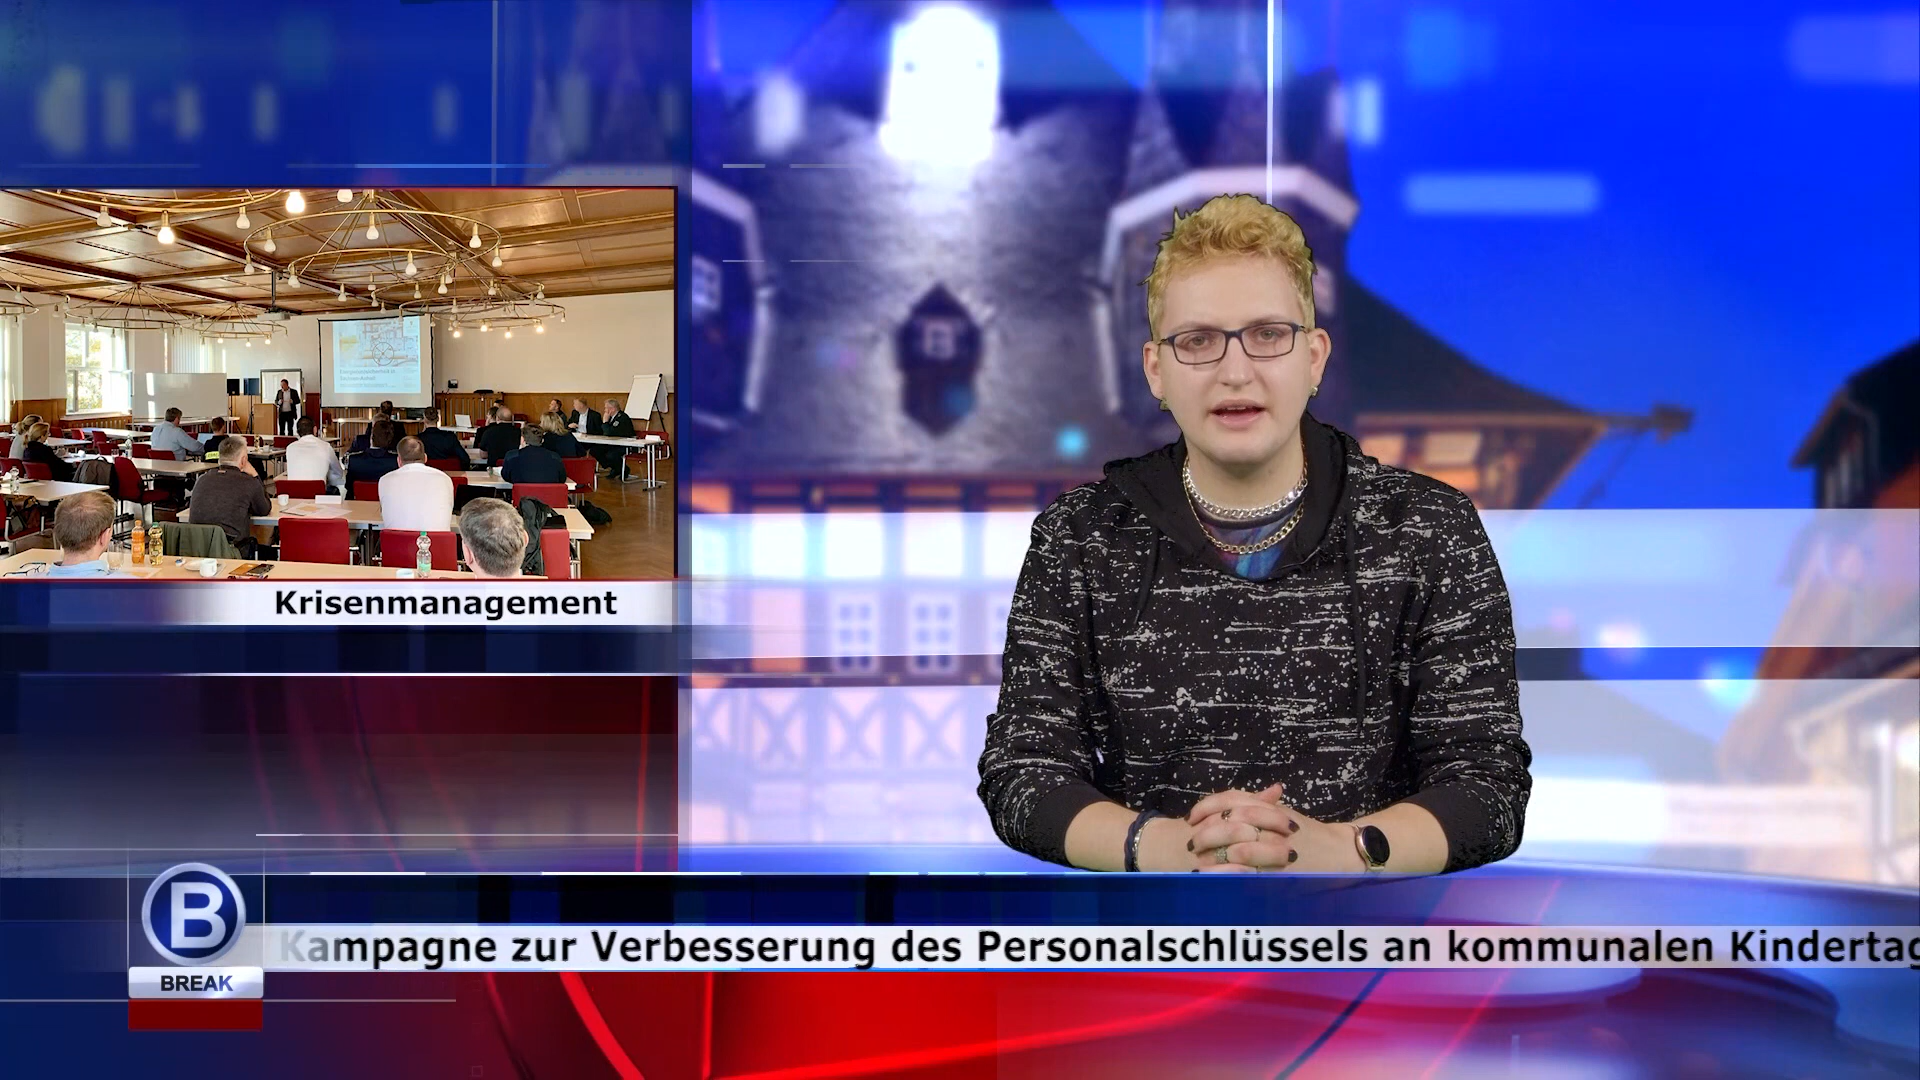 Krisenmanagement
B
BREAK
Kampagne zur Verbesserung des Personalschlüssels an kommunalen Kindertag